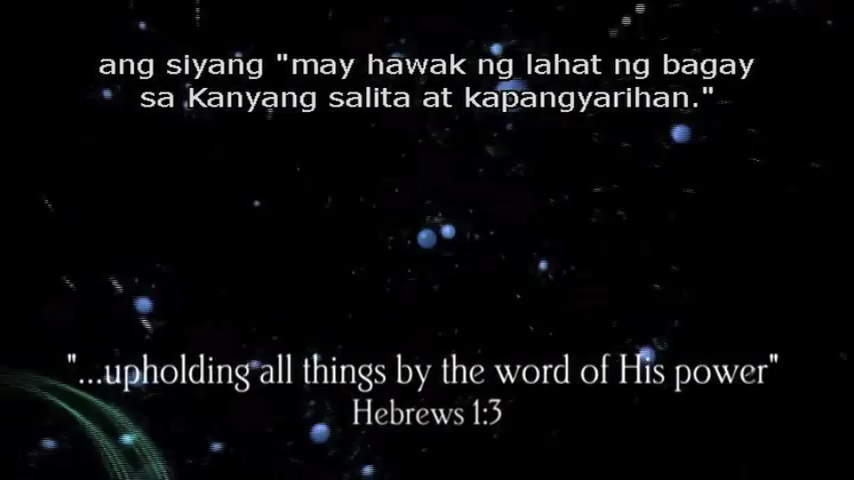 ang siyang "may hawak ng lahat ng bagay
sa Kanyang salita at kapangyarihan."
"...upholding all things by the word of His power"
Hebrews 1:3